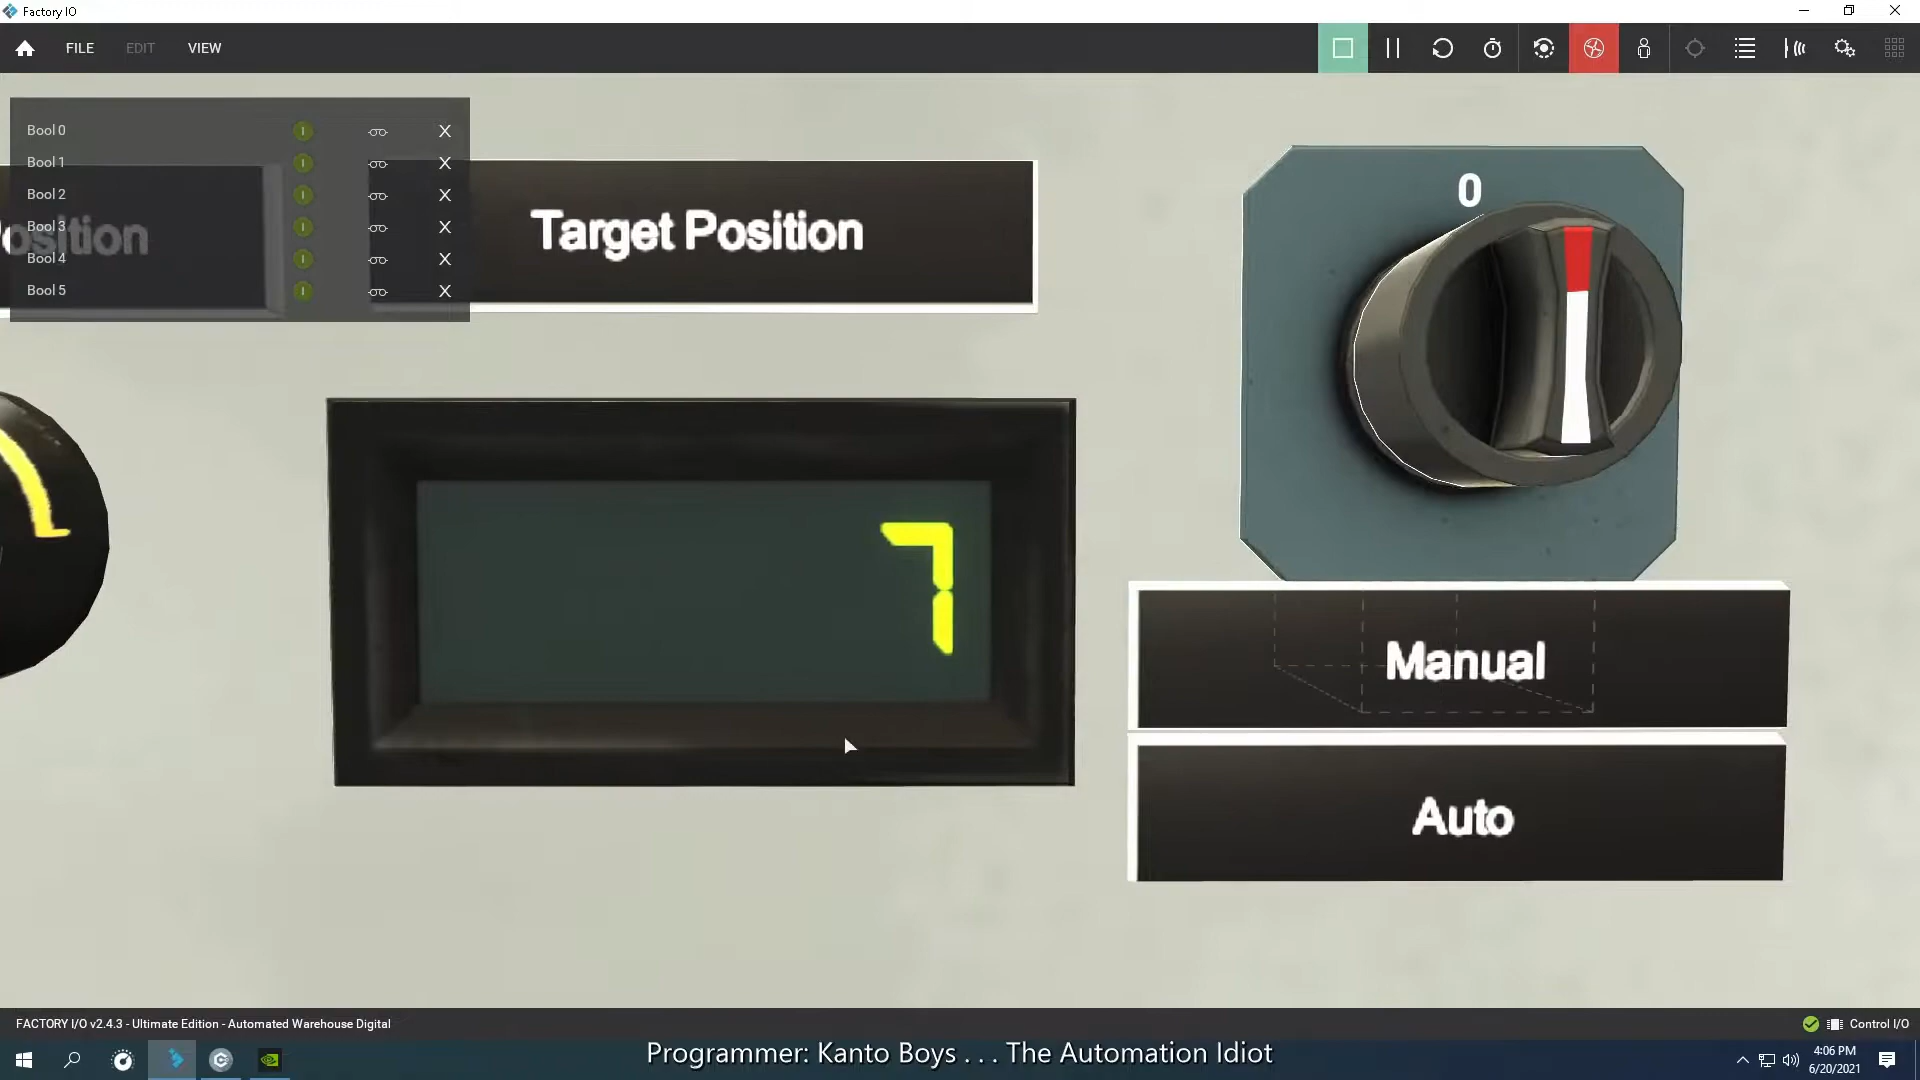 Factory IO
FILE
EDIT
VIEW
Bool 0
Bool 1
Bool 2
Bool 3
Bool 4
Bool 5
X
X
X
X
X
X
Position
Target Position
0
7
Manual
Auto
FACTORY I/O v2.4.3 - Ultimate Edition - Automated Warehouse Digital
Control I/O
Programmer: Kanto Boys . . . The Automation Idiot
4:06 PM
6/20/2021